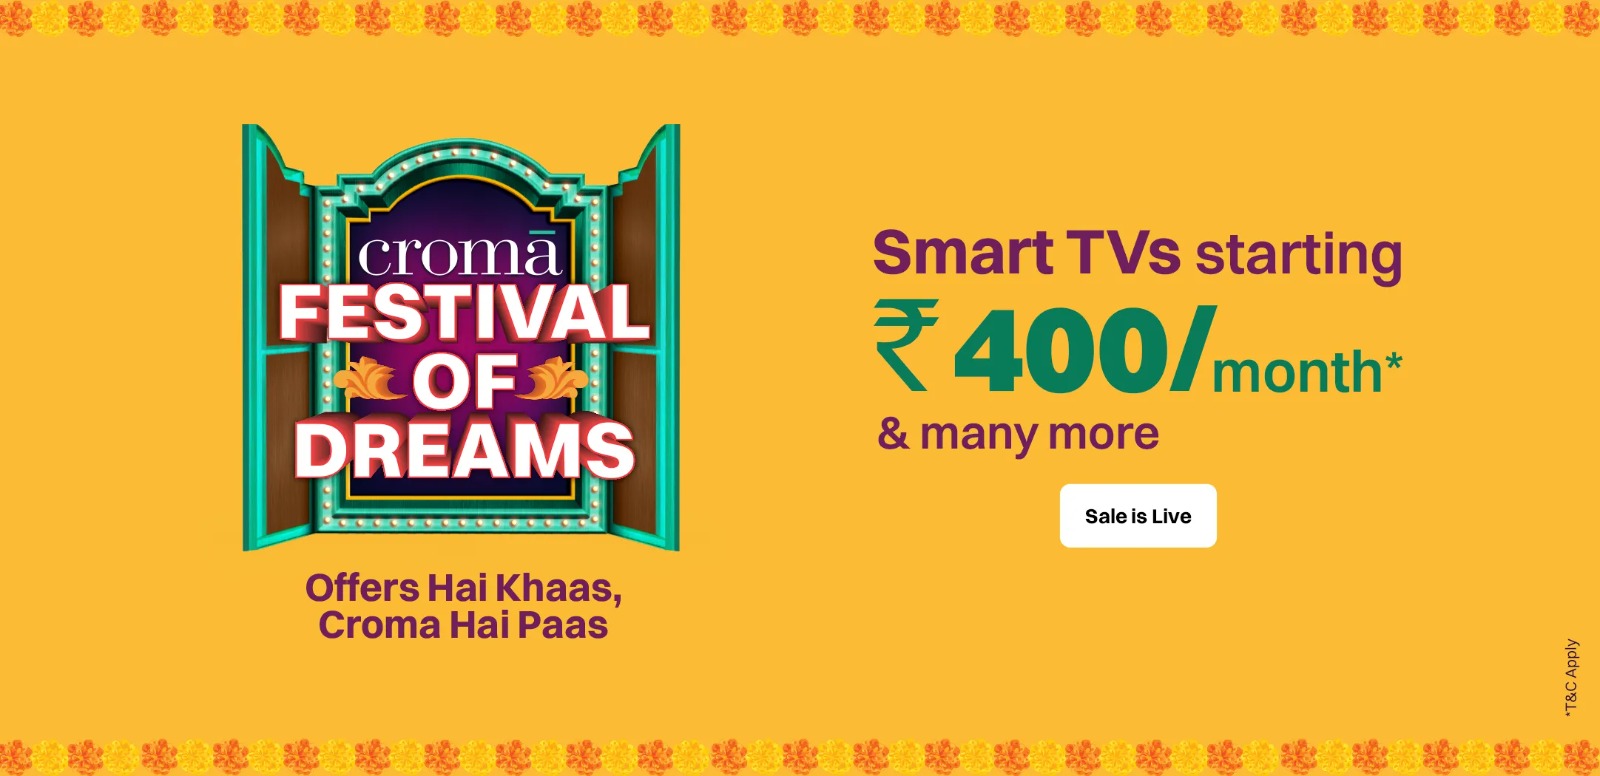 cromā
FESTIVAL
OF
DREAMS
Offers Hai Khaas,
Croma Hai Paas
Smart TVs starting
₹400/month*
& many more
Sale is Live
*T&C Apply